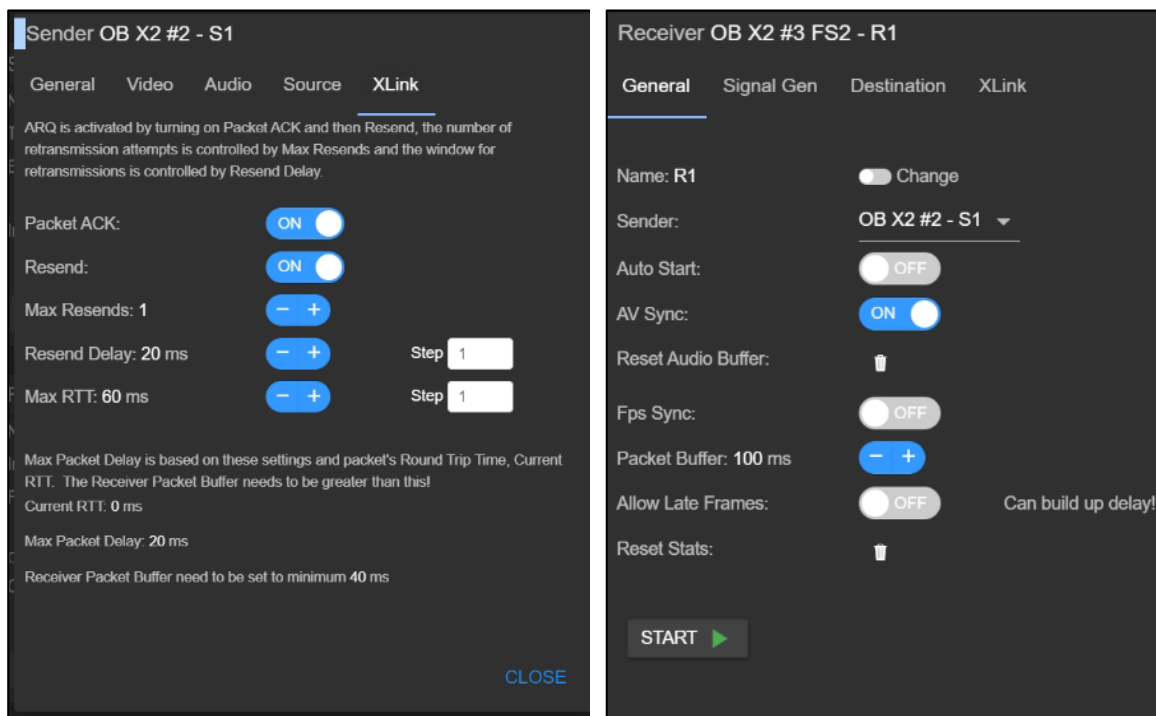 Sender OB X2 #2 - S1
General Video Audio Source XLink
ARQ is activated by turning on Packet ACK and then Resend, the number of
retransmission attempts is controlled by Max Resends and the window for
retransmissions is controlled by Resend Delay.
Packet ACK: ON
Resend: ON
Max Resends: 1 − +
Resend Delay: 20 ms − + Step 1
Max RTT: 60 ms − + Step 1
Max Packet Delay is based on these settings and packet's Round Trip Time, Current
RTT. The Receiver Packet Buffer needs to be greater than this!
Current RTT: 0 ms
Max Packet Delay: 20 ms
Receiver Packet Buffer need to be set to minimum 40 ms
CLOSE
Receiver OB X2 #3 FS2 - R1
General Signal Gen Destination XLink
Name: R1 Change
Sender: OB X2 #2 - S1
Auto Start: OFF
AV Sync: ON
Reset Audio Buffer:
Fps Sync: OFF
Packet Buffer: 100 ms − +
Allow Late Frames: OFF Can build up delay!
Reset Stats:
START